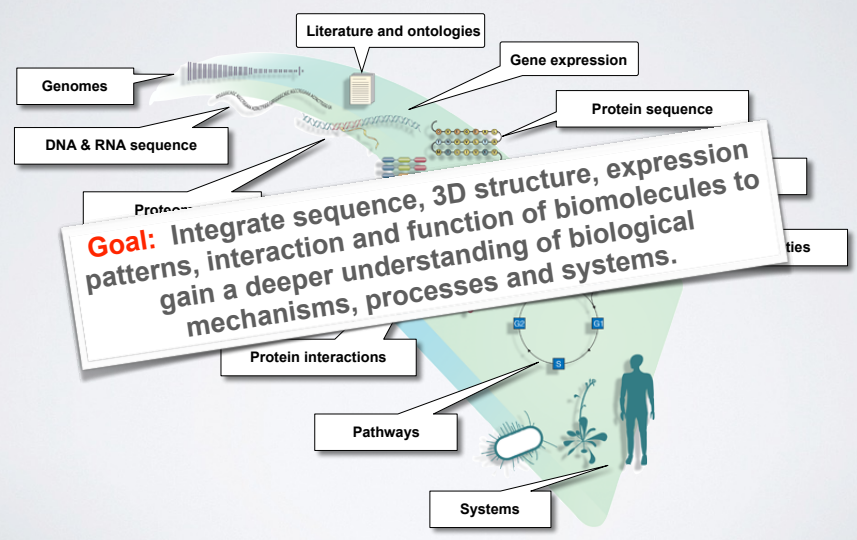 Literature and ontologies
Gene expression
Genomes
Protein sequence
DNA & RNA sequence
Goal: Integrate sequence, 3D structure, expression
patterns, interaction and function of biomolecules to
gain a deeper understanding of biological
mechanisms, processes and systems.
G2
G1
S
Protein interactions
Pathways
Systems